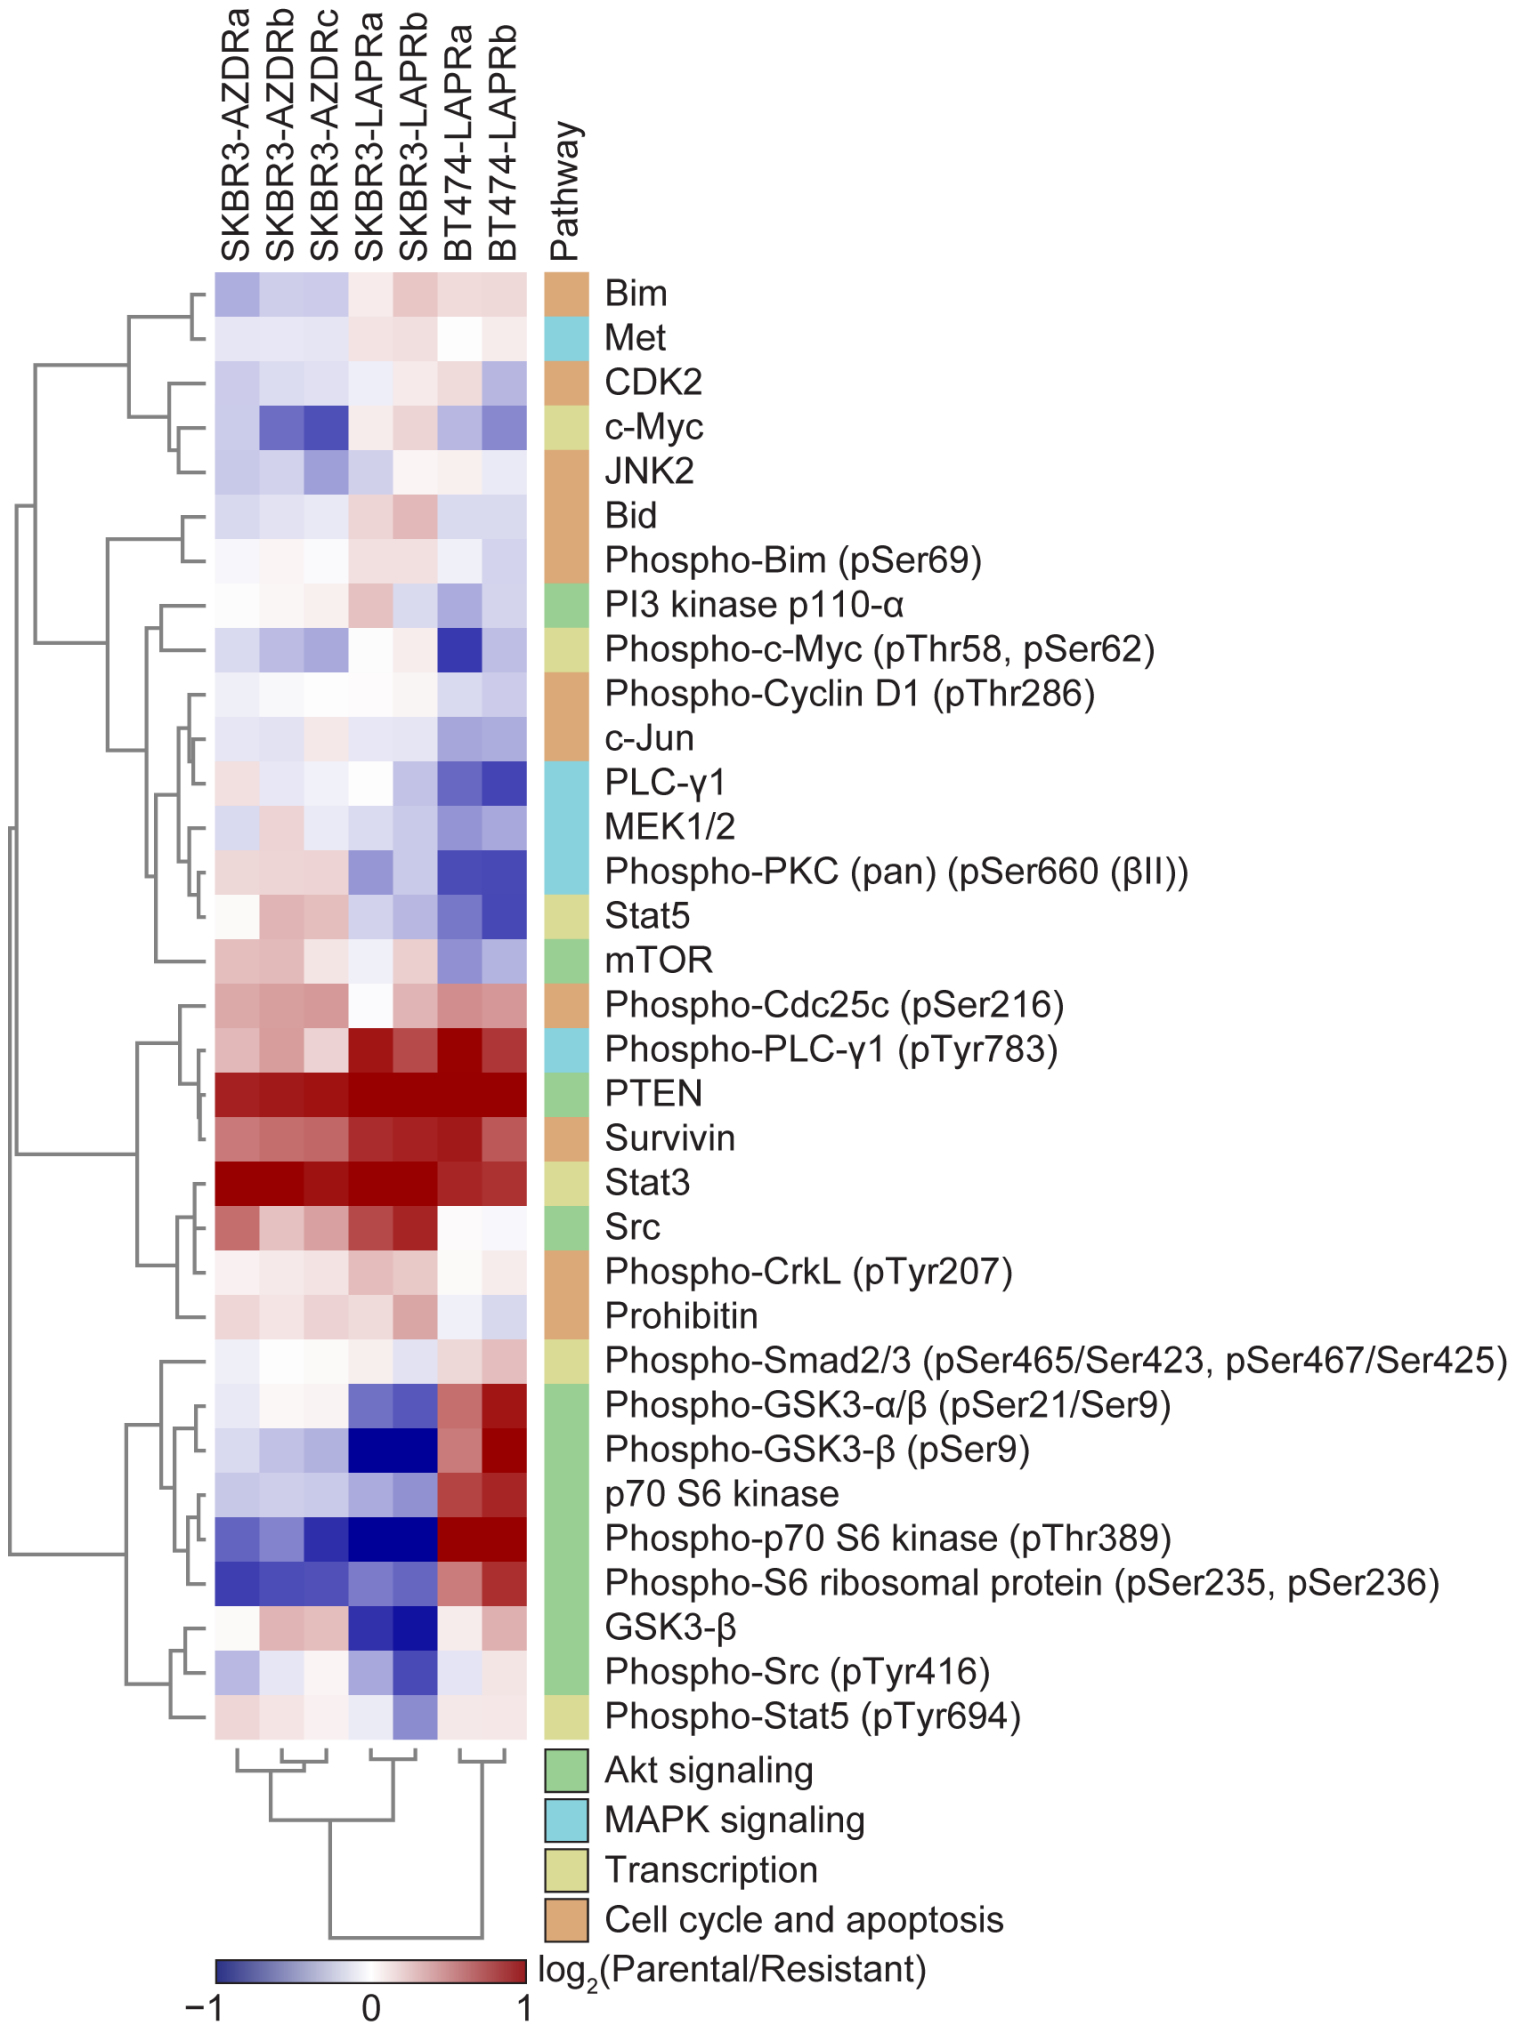 SKBR3-AZDRa
SKBR3-AZDRb
SKBR3-AZDRc
SKBR3-LAPRa
SKBR3-LAPRb
BT474-LAPRa
BT474-LAPRb
Pathway
Bim
Met
CDK2
c-Myc
JNK2
Bid
Phospho-Bim (pSer69)
PI3 kinase p110-α
Phospho-c-Myc (pThr58, pSer62)
Phospho-Cyclin D1 (pThr286)
c-Jun
PLC-γ1
MEK1/2
Phospho-PKC (pan) (pSer660 (βII))
Stat5
mTOR
Phospho-Cdc25c (pSer216)
Phospho-PLC-γ1 (pTyr783)
PTEN
Survivin
Stat3
Src
Phospho-CrkL (pTyr207)
Prohibitin
Phospho-Smad2/3 (pSer465/Ser423, pSer467/Ser425)
Phospho-GSK3-α/β (pSer21/Ser9)
Phospho-GSK3-β (pSer9)
p70 S6 kinase
Phospho-p70 S6 kinase (pThr389)
Phospho-S6 ribosomal protein (pSer235, pSer236)
GSK3-β
Phospho-Src (pTyr416)
Phospho-Stat5 (pTyr694)
Akt signaling
MAPK signaling
Transcription
Cell cycle and apoptosis
log2(Parental/Resistant)
−1 0 1